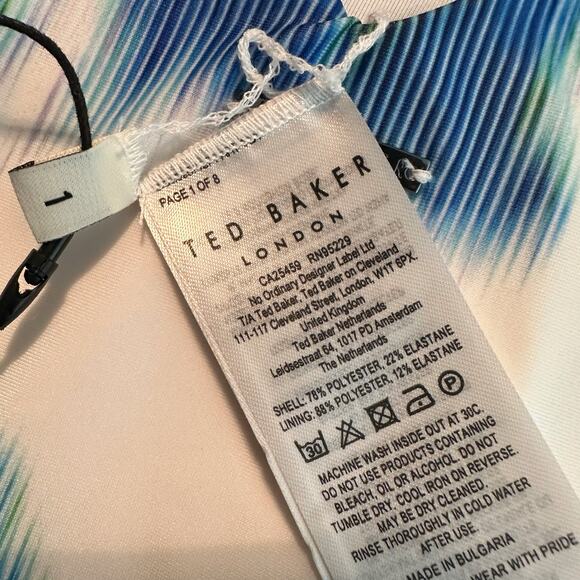 1
PAGE 1 OF 8
TED BAKER
LONDON
CA25459 RN95229
No Ordinary Designer Label Ltd
T/A Ted Baker, Ted Baker on Cleveland
111-117 Cleveland Street, London, W1T 6PX.
United Kingdom
Ted Baker Netherlands
Leidsestraat 64, 1017 PD Amsterdam
The Netherlands
SHELL: 78% POLYESTER, 22% ELASTANE
LINING: 88% POLYESTER, 12% ELASTANE
30 P
MACHINE WASH INSIDE OUT AT 30C.
DO NOT USE PRODUCTS CONTAINING
BLEACH, OIL OR ALCOHOL. DO NOT
TUMBLE DRY. COOL IRON ON REVERSE.
MAY BE DRY CLEANED.
RINSE THOROUGHLY IN COLD WATER
AFTER USE.
MADE IN BULGARIA
WEAR WITH PRIDE